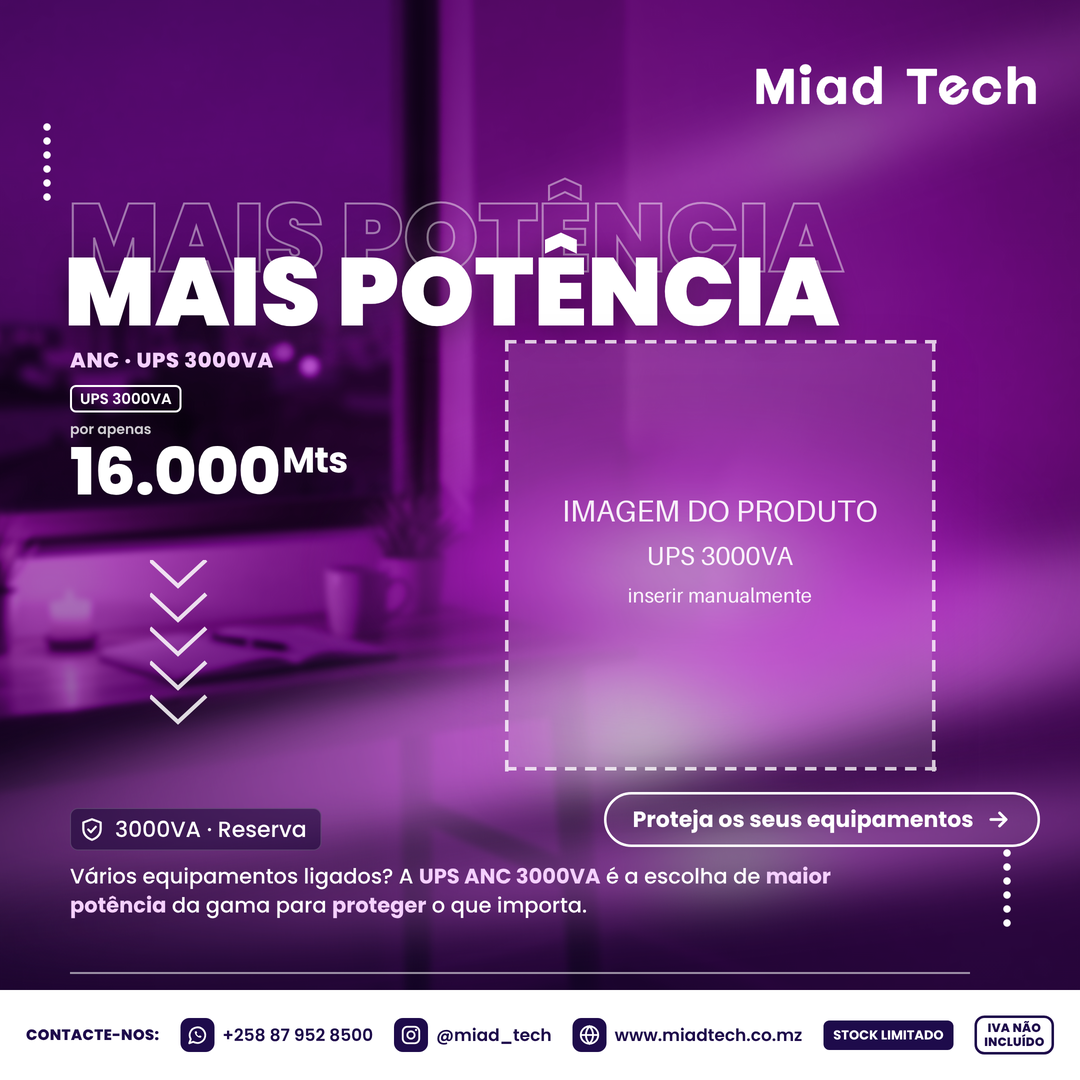 Miad Tech
MAIS POTÊNCIA
MAIS POTÊNCIA
ANC · UPS 3000VA
UPS 3000VA
por apenas
16.000Mts
IMAGEM DO PRODUTO
UPS 3000VA
inserir manualmente
Proteja os seus equipamentos →
3000VA · Reserva
Vários equipamentos ligados? A UPS ANC 3000VA é a escolha de maior
potência da gama para proteger o que importa.
CONTACTE-NOS: +258 87 952 8500 @miad_tech www.miadtech.co.mz STOCK LIMITADO
IVA NÃO
INCLUÍDO